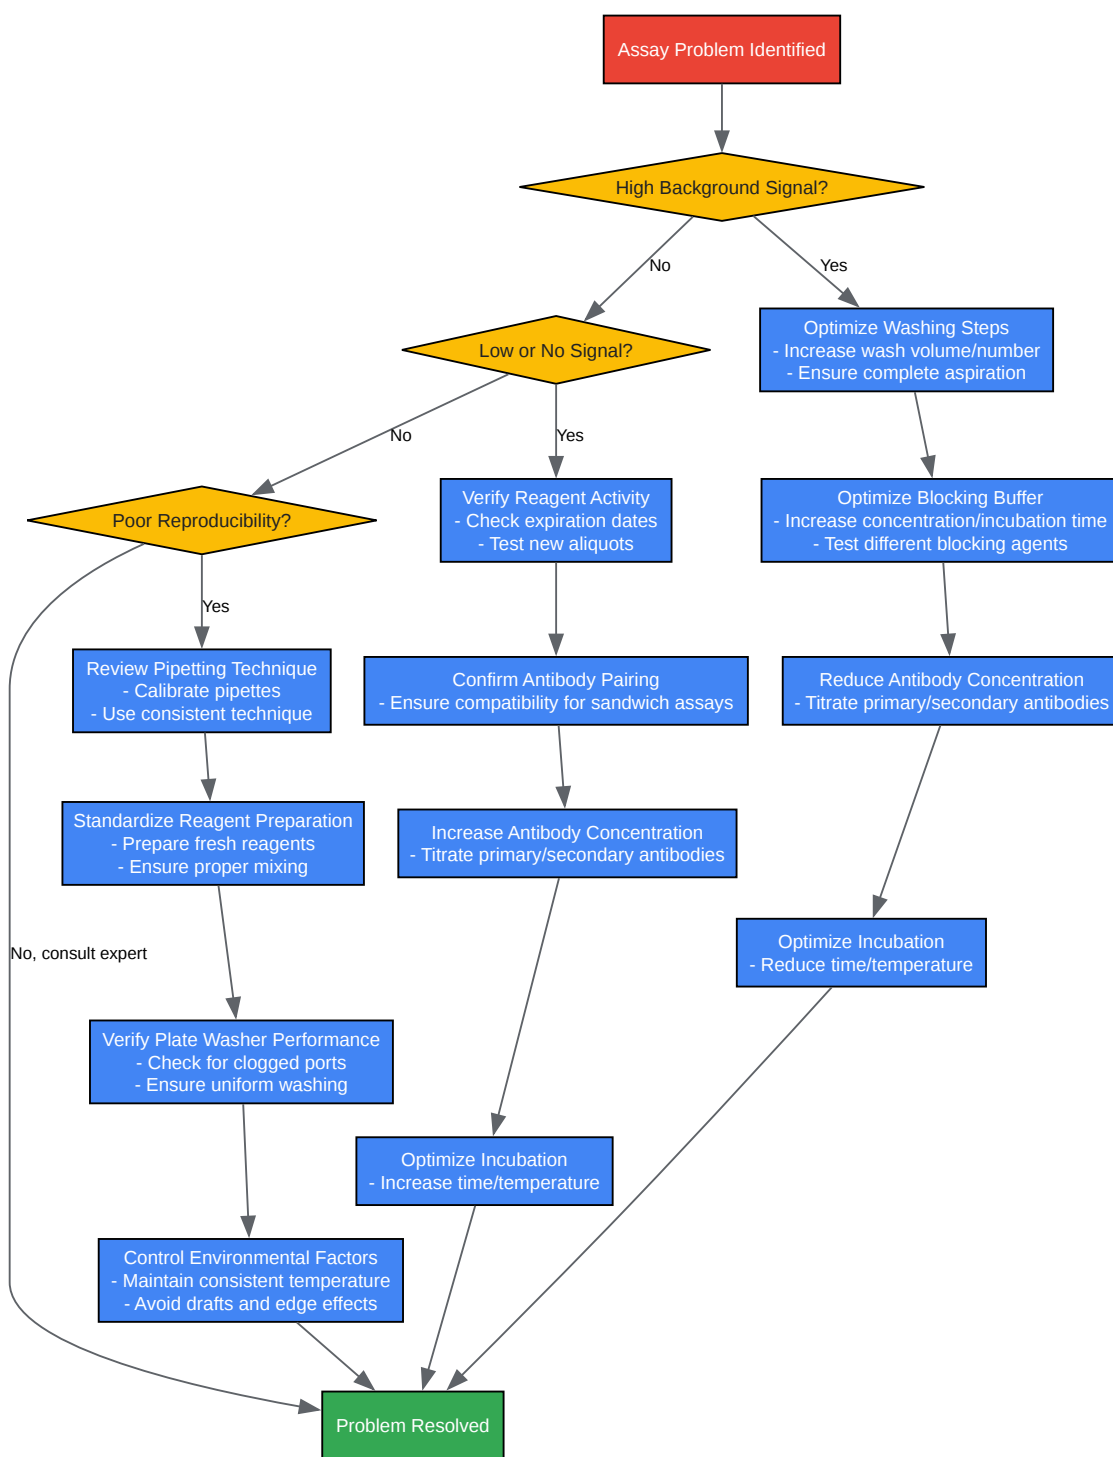 Assay Problem Identified
High Background Signal?
No
Yes
Low or No Signal?
Optimize Washing Steps
- Increase wash volume/number
- Ensure complete aspiration
No
Yes
Poor Reproducibility?
Verify Reagent Activity
- Check expiration dates
- Test new aliquots
Optimize Blocking Buffer
- Increase concentration/incubation time
- Test different blocking agents
Yes
Review Pipetting Technique
- Calibrate pipettes
- Use consistent technique
Confirm Antibody Pairing
- Ensure compatibility for sandwich assays
Reduce Antibody Concentration
- Titrate primary/secondary antibodies
Standardize Reagent Preparation
- Prepare fresh reagents
- Ensure proper mixing
Increase Antibody Concentration
- Titrate primary/secondary antibodies
No, consult expert
Optimize Incubation
- Reduce time/temperature
Verify Plate Washer Performance
- Check for clogged ports
- Ensure uniform washing
Optimize Incubation
- Increase time/temperature
Control Environmental Factors
- Maintain consistent temperature
- Avoid drafts and edge effects
Problem Resolved